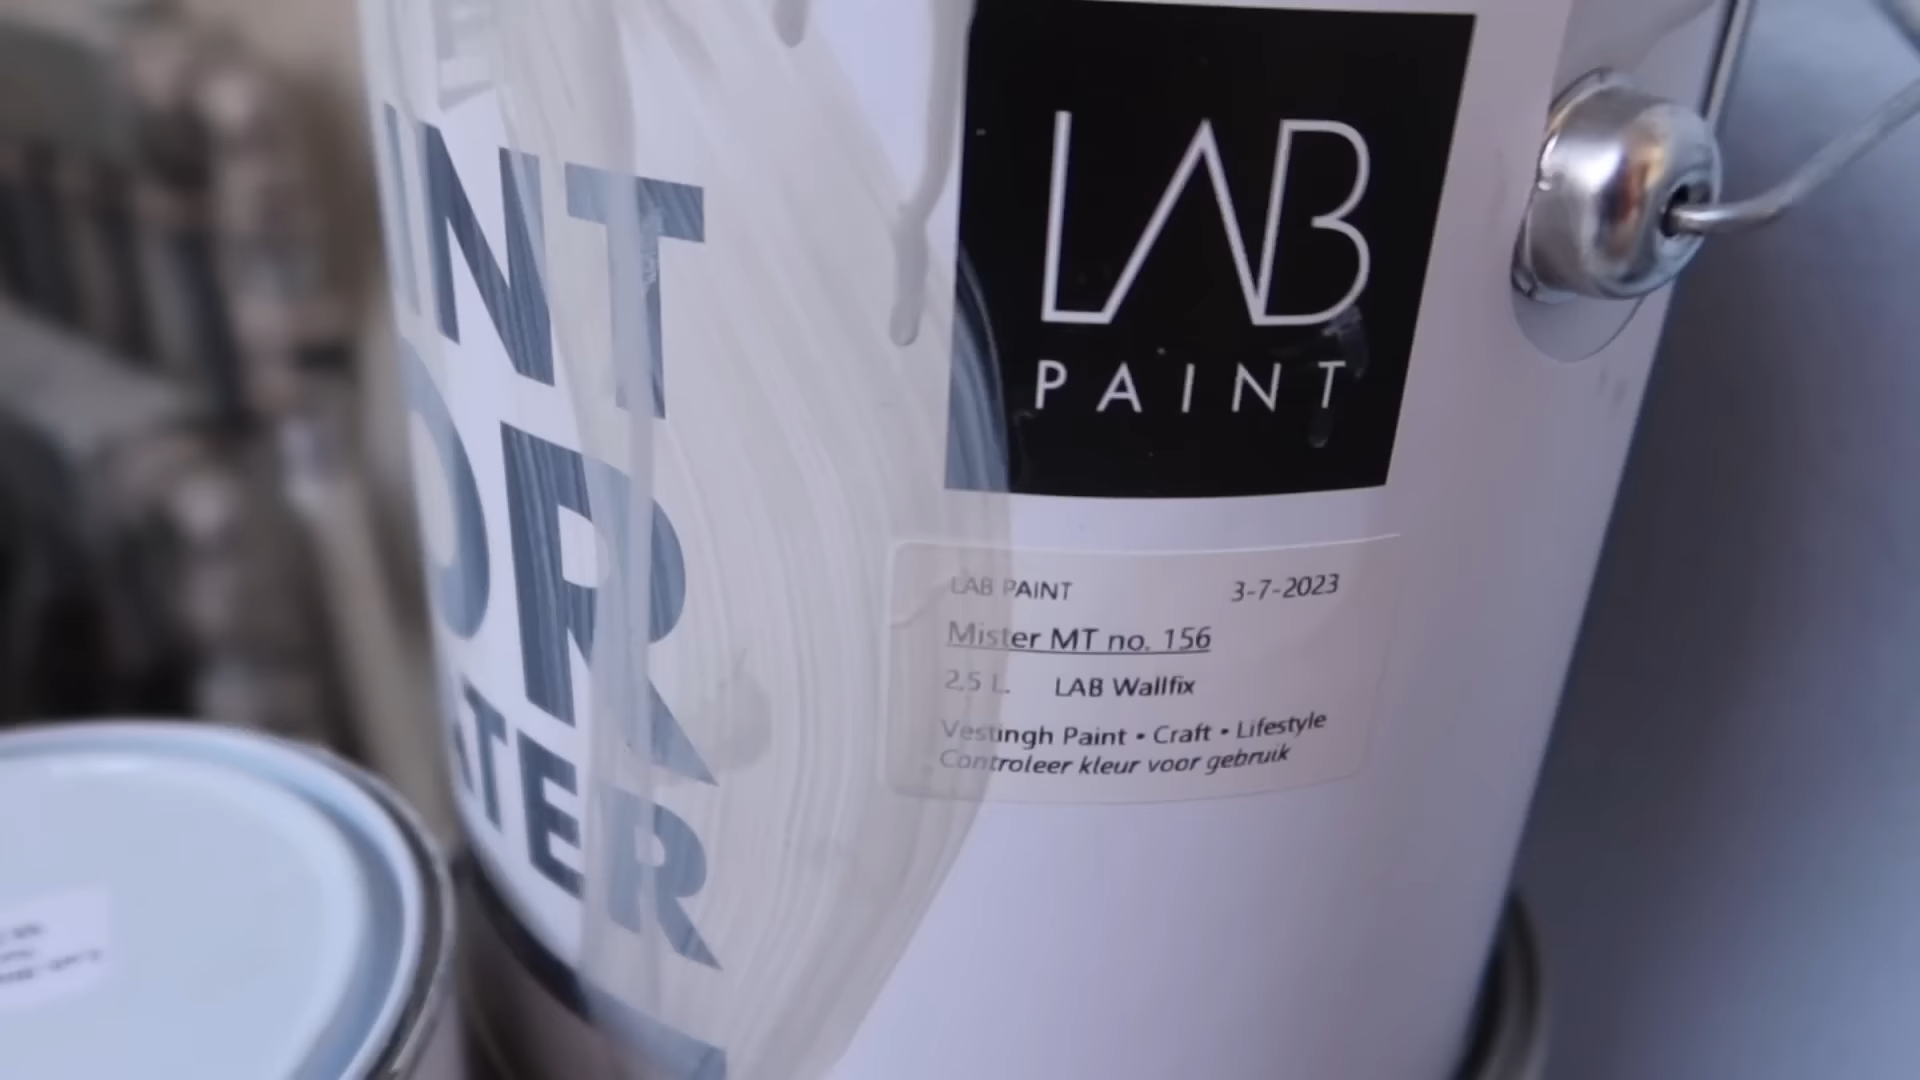 INT
OR
ATER
LAB
PAINT
LAB PAINT 3-7-2023
Mister MT no. 156
2,5 L. LAB Wallfix
Vestingh Paint • Craft • Lifestyle
Controleer kleur voor gebruik